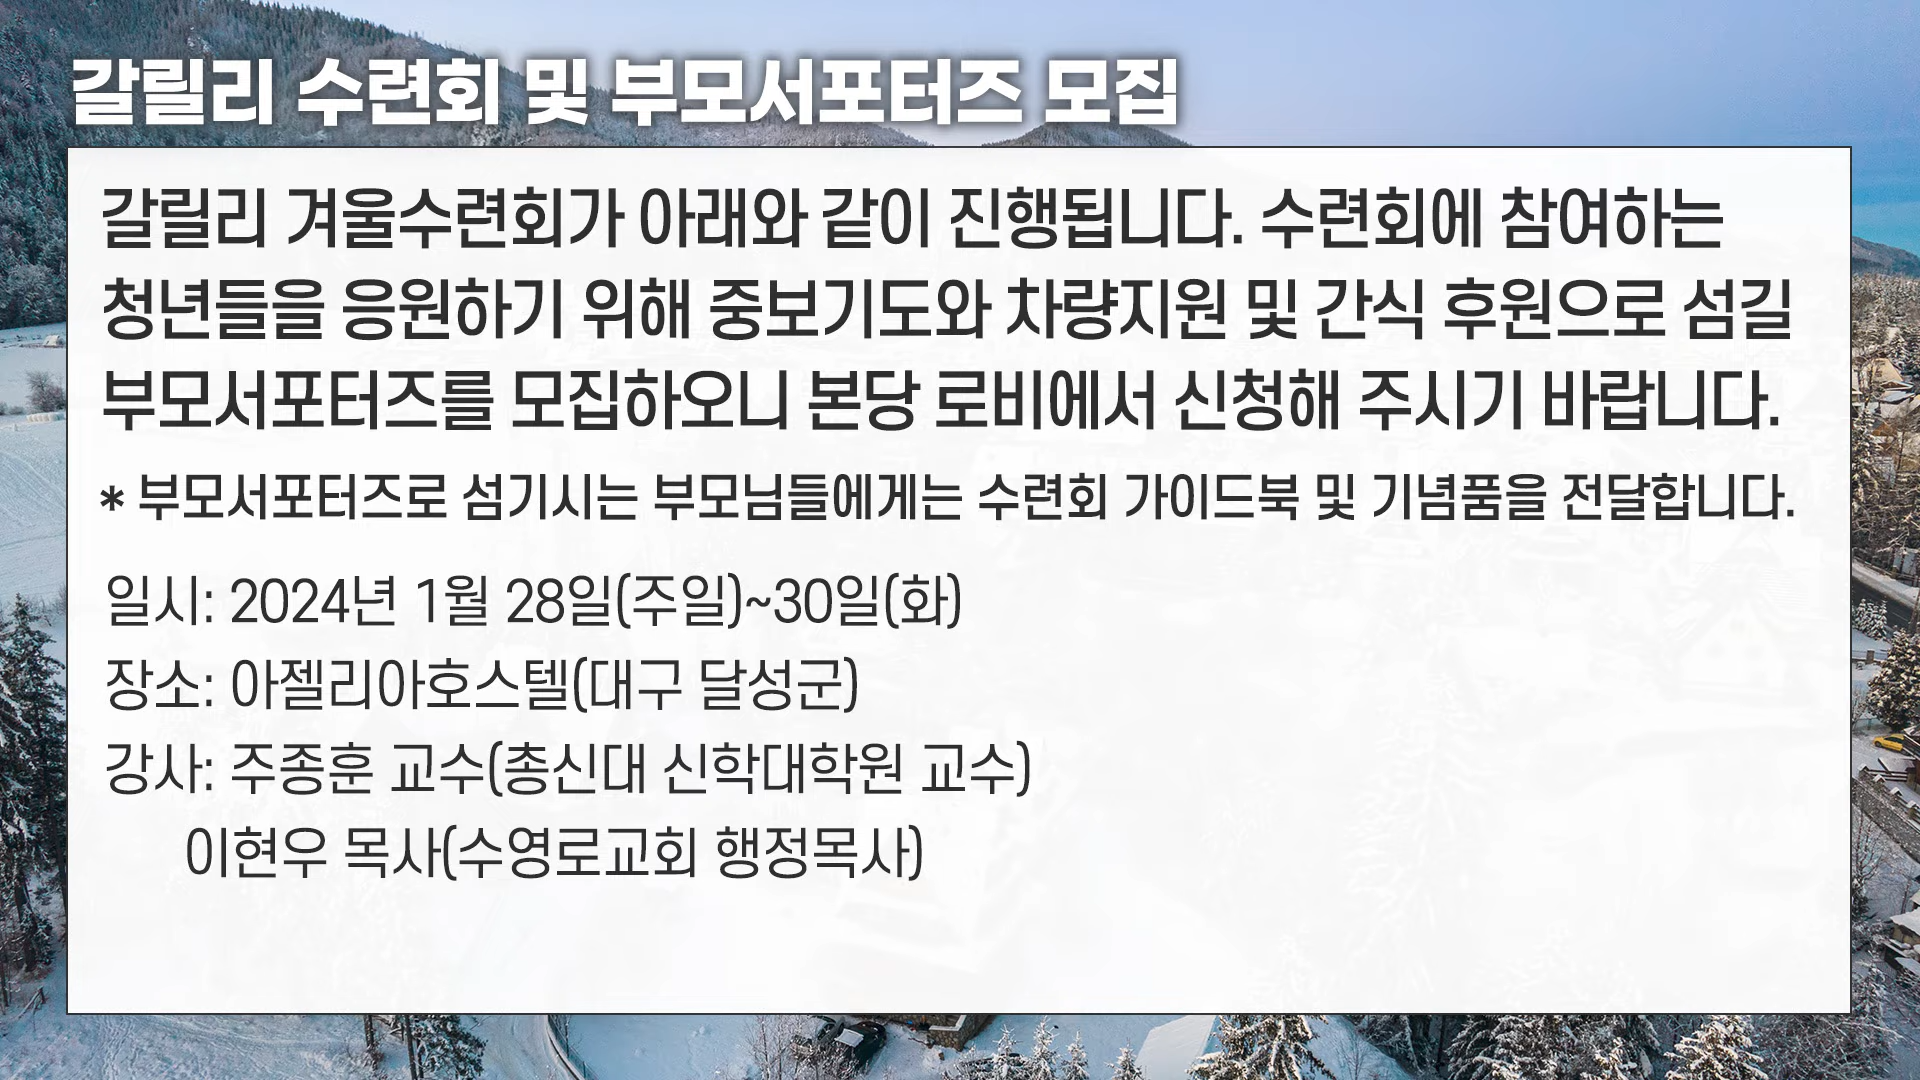 갈릴리 수련회 및 부모서포터즈 모집
갈릴리 겨울수련회가 아래와 같이 진행됩니다. 수련회에 참여하는
청년들을 응원하기 위해 중보기도와 차량지원 및 간식 후원으로 섬길
부모서포터즈를 모집하오니 본당 로비에서 신청해 주시기 바랍니다.
* 부모서포터즈로 섬기시는 부모님들에게는 수련회 가이드북 및 기념품을 전달합니다.
일시: 2024년 1월 28일(주일)~30일(화)
장소: 아젤리아호스텔(대구 달성군)
강사: 주종훈 교수(총신대 신학대학원 교수)
이현우 목사(수영로교회 행정목사)